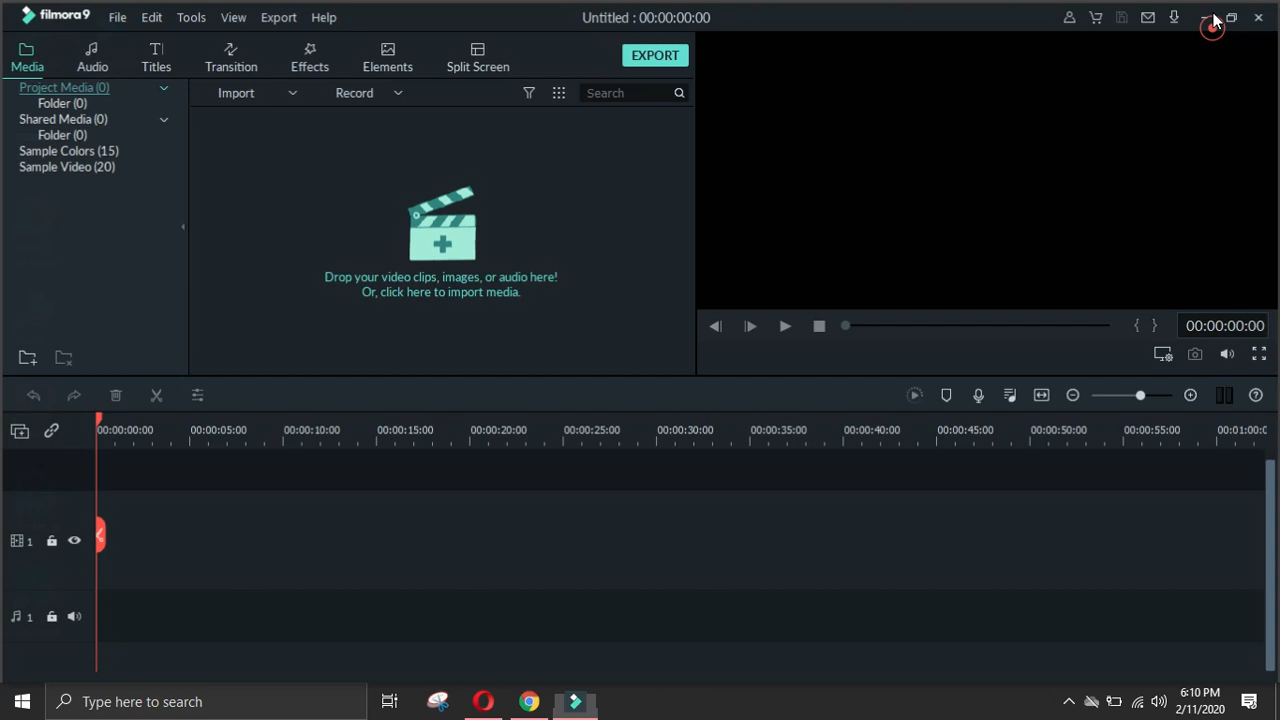 filmora9 File Edit Tools View Export Help Untitled : 00:00:00:00
Media Audio Titles Transition Effects Elements Split Screen EXPORT
Project Media (0)
Folder (0)
Shared Media (0)
Folder (0)
Sample Colors (15)
Sample Video (20)
Import Record Search
Drop your video clips, images, or audio here!
Or, click here to import media.
{ } 00:00:00:00
00:00:00:00 00:00:05:00 00:00:10:00 00:00:15:00 00:00:20:00 00:00:25:00 00:00:30:00 00:00:35:00 00:00:40:00 00:00:45:00 00:00:50:00 00:00:55:00 00:01:00:0
1
1
Type here to search
6:10 PM
2/11/2020